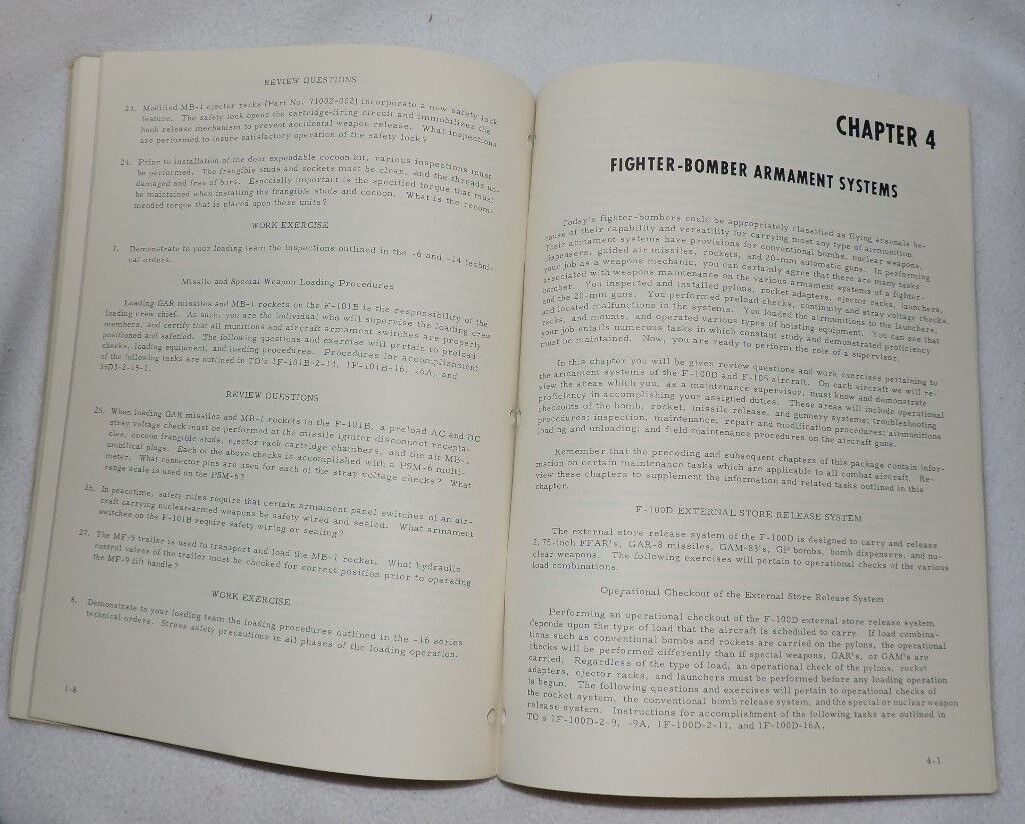 REVIEW QUESTIONS
23. Modified MB-1 ejector racks (Part No. 71002-002) incorporate a new safety lock
feature. The safety lock opens the cartridge-firing circuit and immobilizes the
hook release mechanism to prevent accidental weapon release. What inspections
are performed to insure satisfactory operation of the safety lock?
24. Prior to installation of the door expendable cocoon kit, various inspections must
be performed. The frangible studs and sockets must be clean, and the threads un-
damaged and free of burs. Especially important is the specified torque that must
be maintained when installing the frangible studs and cocoon. What is the recom-
mended torque that is placed upon these units?
WORK EXERCISE
7. Demonstrate to your loading team the inspections outlined in the -6 and -14 techni-
cal orders.
Missile and Special Weapon Loading Procedures
Loading GAR missiles and MB-1 rockets on the F-101B is the responsibility of the
loading crew chief. As such, you are the individual who will supervise the loading crew
members, and certify that all munitions and aircraft armament switches are properly
positioned and safetied. The following questions and exercise will pertain to preload
checks, loading equipment, and loading procedures. Procedures for accomplishment
of the following tasks are outlined in TO's 1F-101B-2-14, 1F-101B-16, -16A, and
35D3-2-15-1.
REVIEW QUESTIONS
25. When loading GAR missiles and MB-1 rockets in the F-101B, a preload AC and DC
stray voltage check must be performed at the missile igniter disconnect recepta-
cles, cocoon frangible studs, ejector rack cartridge chambers, and the aft MB-1
umbilical plugs. Each of the above checks is accomplished with a PSM-6 multi-
meter. What connector pins are used for each of the stray voltage checks? What
range scale is used on the PSM-6?
26. In peacetime, safety rules require that certain armament panel switches of an air-
craft carrying nuclear-armed weapons be safety wired and sealed. What armament
switches on the F-101B require safety wiring or sealing?
27. The MF-9 trailer is used to transport and load the MB-1 rocket. What hydraulic
control valves of the trailer must be checked for correct position prior to operating
the MF-9 lift handle?
WORK EXERCISE
8. Demonstrate to your loading team the loading procedures outlined in the -16 series
technical orders. Stress safety precautions in all phases of the loading operation.
-8
CHAPTER 4
FIGHTER-BOMBER ARMAMENT SYSTEMS
Today's fighter-bombers could be appropriately classified as flying arsenals be-
cause of their capability and versatility for carrying most any type of airmunition.
Their armament systems have provisions for conventional bombs, nuclear weapons,
dispensers, guided air missiles, rockets, and 20-mm automatic guns. In performing
your job as a weapons mechanic, you can certainly agree that there are many tasks
associated with weapons maintenance on the various armament systems of a fighter-
bomber. You inspected and installed pylons, rocket adapters, ejector racks, launchers,
and the 20-mm guns. You performed preload checks, continuity and stray voltage checks,
and located malfunctions in the systems. You loaded the airmunitions to the launchers,
racks, and mounts, and operated various types of hoisting equipment. You can see that
your job entails numerous tasks in which constant study and demonstrated proficiency
must be maintained. Now, you are ready to perform the role of a supervisor.
In this chapter you will be given review questions and work exercises pertaining to
the armament systems of the F-100D and F-105 aircraft. On each aircraft we will re-
view the areas which you, as a maintenance supervisor, must know and demonstrate
proficiency in accomplishing your assigned duties. These areas will include operational
checkouts of the bomb, rocket, missile release, and gunnery systems; troubleshooting
procedures; inspection, maintenance, repair and modification procedures; airmunitions
loading and unloading; and field maintenance procedures on the aircraft guns.
Remember that the preceding and subsequent chapters of this package contain infor-
mation on certain maintenance tasks which are applicable to all combat aircraft. Re-
view these chapters to supplement the information and related tasks outlined in this
chapter.
F-100D EXTERNAL STORE RELEASE SYSTEM
The external store release system of the F-100D is designed to carry and release
2.75-inch FFAR's, GAR-8 missiles, GAM-83's, GP bombs, bomb dispensers, and nu-
clear weapons. The following exercises will pertain to operational checks of the various
load combinations.
Operational Checkout of the External Store Release System
Performing an operational checkout of the F-100D external store release system
depends upon the type of load that the aircraft is scheduled to carry. If load combina-
tions such as conventional bombs and rockets are carried on the pylons, the operational
checks will be performed differently than if special weapons, GAR's, or GAM's are
carried. Regardless of the type of load, an operational check of the pylons, rocket
adapters, ejector racks, and launchers must be performed before any loading operation
is begun. The following questions and exercises will pertain to operational checks of
the rocket system, the conventional bomb release system, and the special or nuclear weapon
release system. Instructions for accomplishment of the following tasks are outlined in
TO's 1F-100D-2-9, -9A, 1F-100D-2-11, and 1F-100D-16A.
4-1